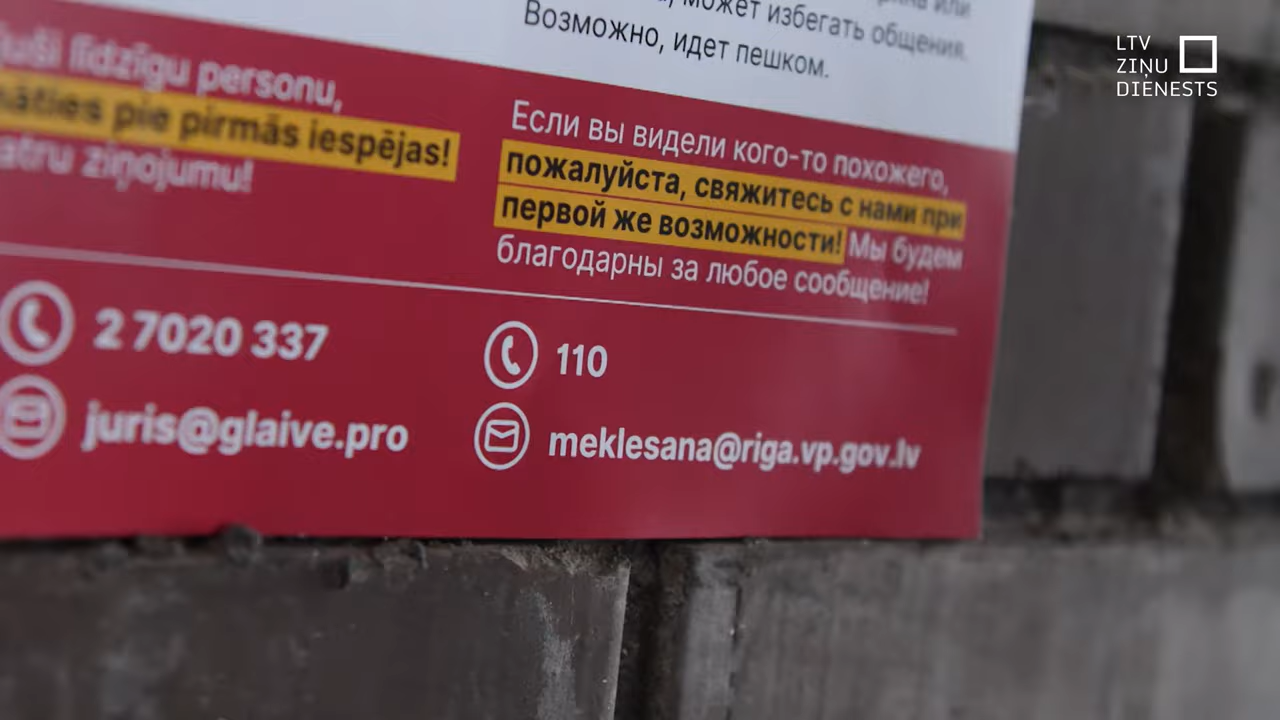 может избегать общения.
Возможно, идет пешком.
līdzīgu personu,
pie pirmās iespējas!
ziņojumu!
Если вы видели кого-то похожего,
пожалуйста, свяжитесь с нами при
первой же возможности! Мы будем
благодарны за любое сообщение!
2 7020 337
juris@glaive.pro
110
meklesana@riga.vp.gov.lv
LTV
ZIŅU
DIENESTS